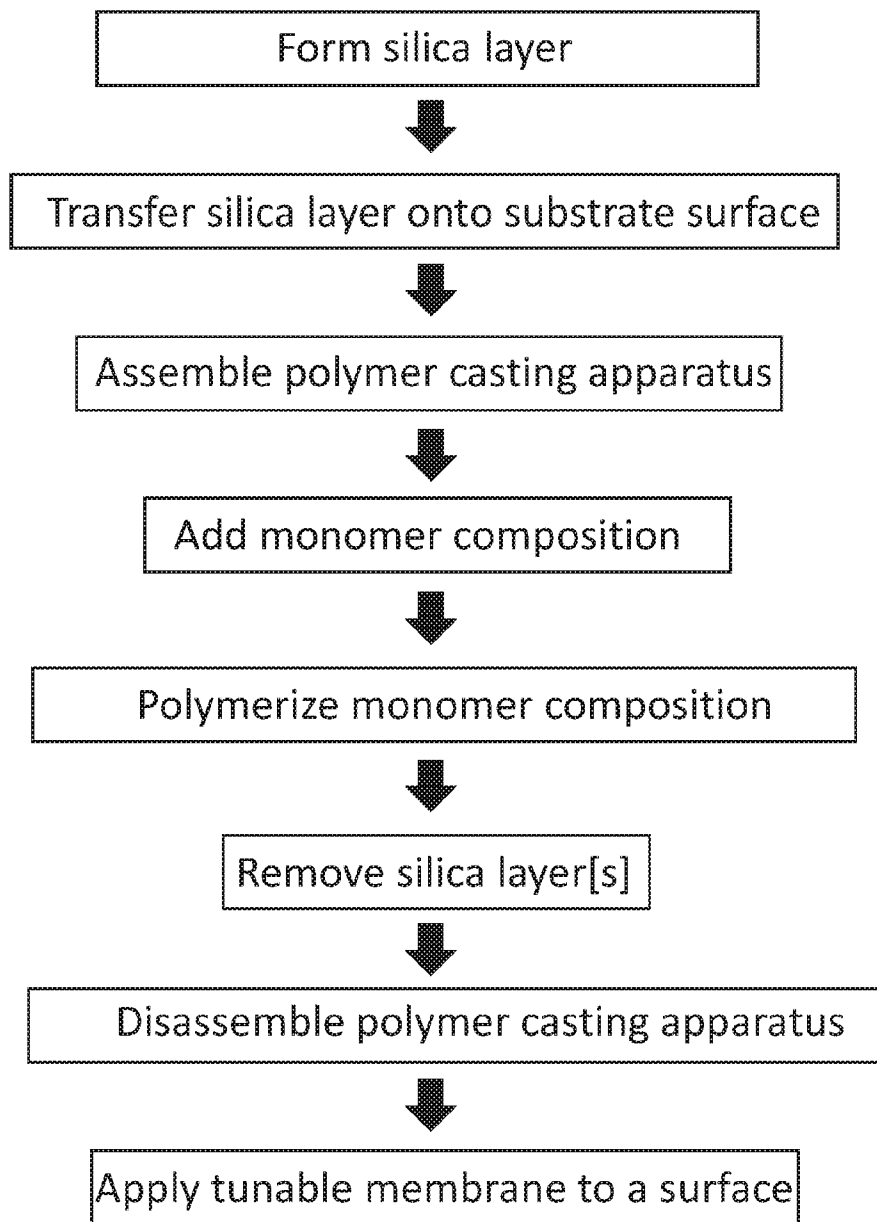 Form silica layer
Transfer silica layer onto substrate surface
Assemble polymer casting apparatus
Add monomer composition
Polymerize monomer composition
Remove silica layer[s]
Disassemble polymer casting apparatus
Apply tunable membrane to a surface